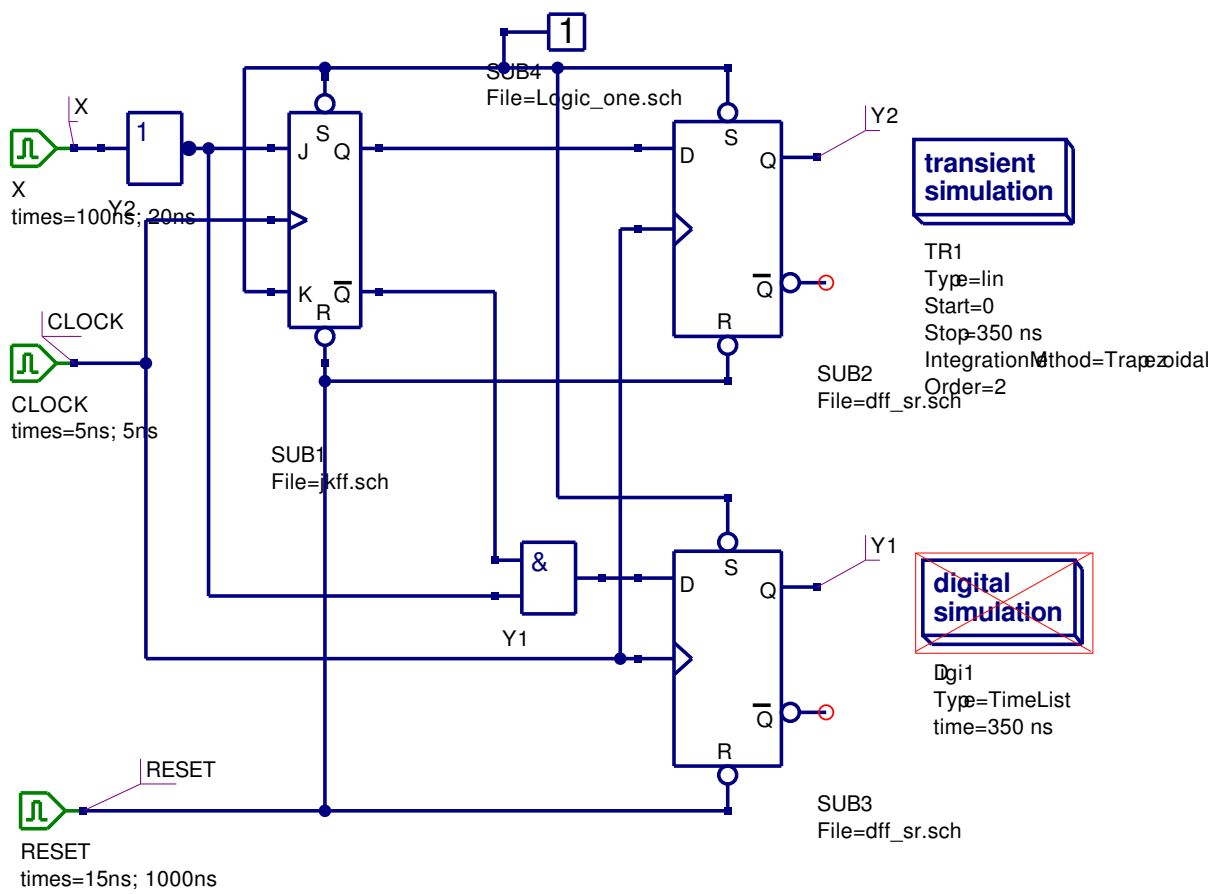 1
SUB4
File=Logic_one.sch
X
1
X
times=100ns; 20ns
Y2
S
J
Q
K
Q
R
CLOCK
CLOCK
times=5ns; 5ns
SUB1
File=jkff.sch
S
D
Q
Q
R
Y2
SUB2
File=dff_sr.sch
transient
simulation
TR1
Type=lin
Start=0
Stop=350 ns
IntegrationMethod=Trapezoidal
Order=2
&
Y1
S
D
Q
Q
R
Y1
SUB3
File=dff_sr.sch
digital
simulation
Digi1
Type=TimeList
time=350 ns
RESET
RESET
times=15ns; 1000ns